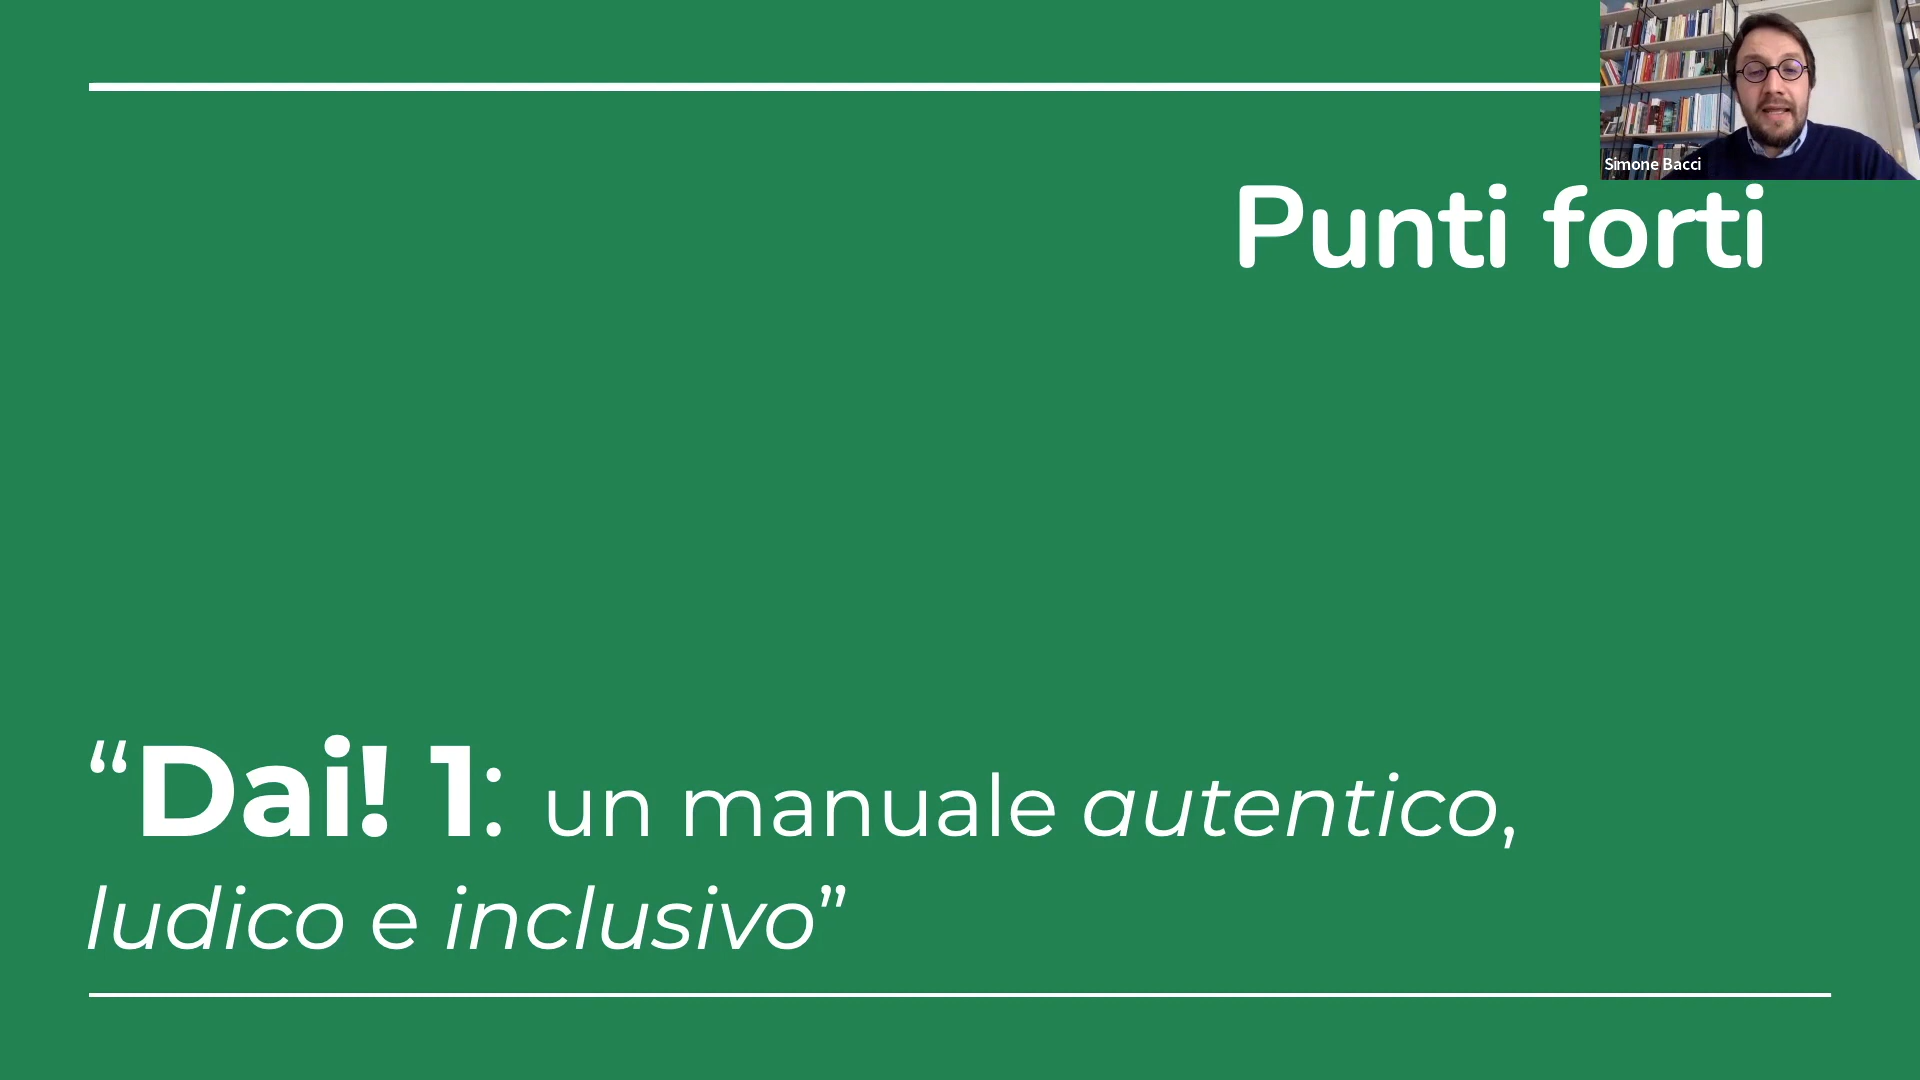 Simone Bacci
Punti forti
“Dai! 1: un manuale autentico,
ludico e inclusivo”